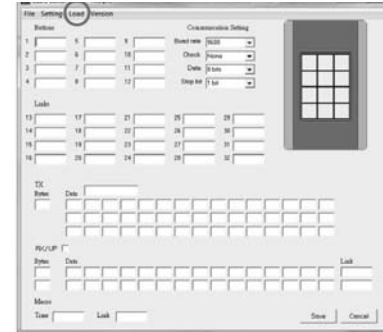 File Setting Load Version
Buttons Communication Setting
1 5 9 Baud rate 9600
2 6 10 Check None
3 7 11 Data 8 bits
4 8 12 Stop bit 1 bit
Links
13 17 21 25 29
14 18 22 26 30
15 19 23 27 31
16 20 24 28 32
TX
Bytes Data
RX/UP
Bytes Data Link
Macro
Time Link Save Cancel